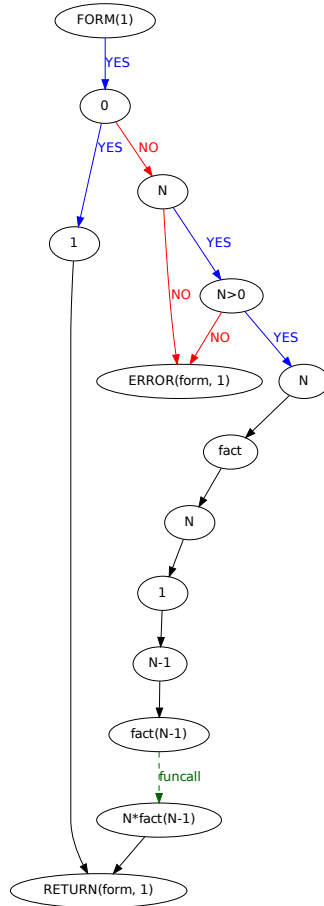 FORM(1)
YES
0
YES
NO
N
1
YES
NO
N>0
NO
YES
ERROR(form, 1)
N
fact
N
1
N-1
fact(N-1)
funcall
N*fact(N-1)
RETURN(form, 1)